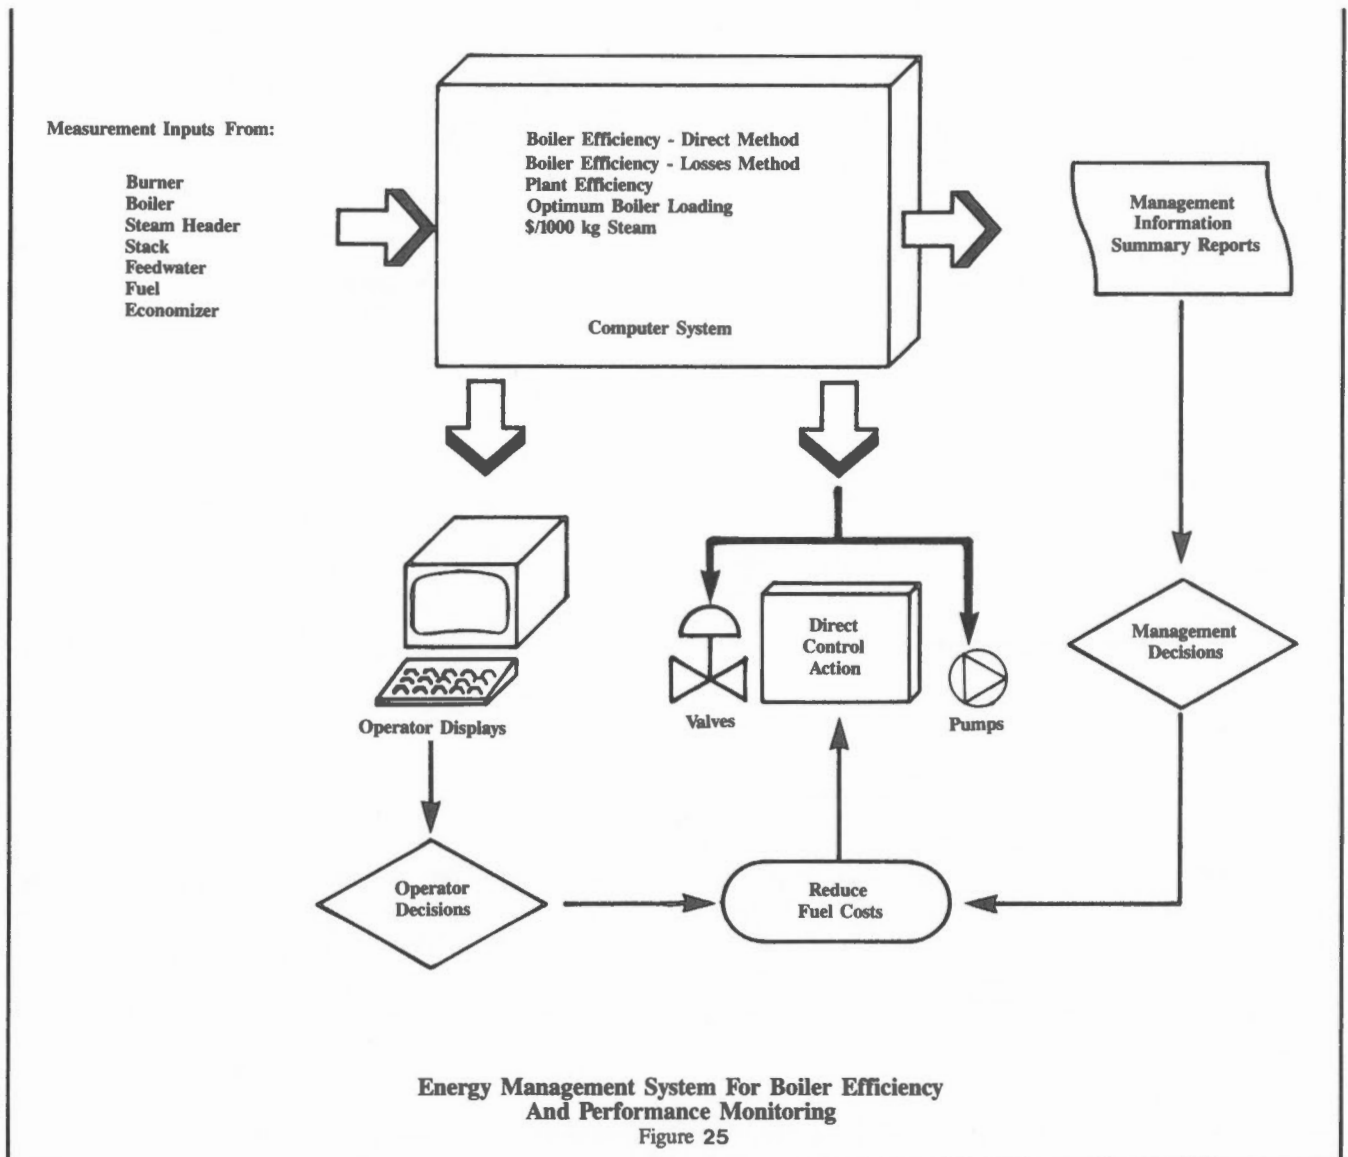 Measurement Inputs From:
Burner
Boiler
Steam Header
Stack
Feedwater
Fuel
Economizer
Boiler Efficiency - Direct Method
Boiler Efficiency - Losses Method
Plant Efficiency
Optimum Boiler Loading
$/1000 kg Steam
Computer System
Management
Information
Summary Reports
Operator Displays
Valves
Direct
Control
Action
Pumps
Management
Decisions
Operator
Decisions
Reduce
Fuel Costs
Energy Management System For Boiler Efficiency
And Performance Monitoring
Figure 25